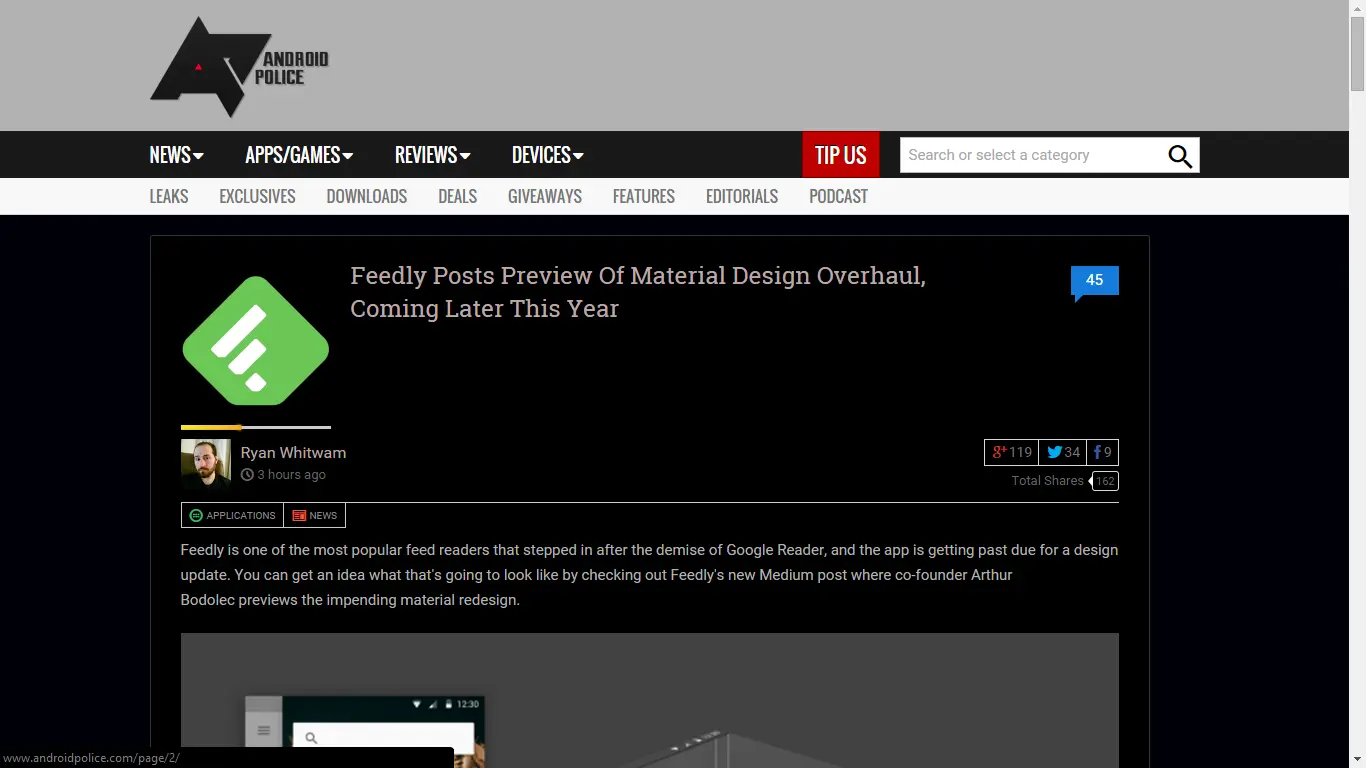 ANDROID
POLICE
NEWS APPS/GAMES REVIEWS DEVICES TIP US Search or select a category
LEAKS EXCLUSIVES DOWNLOADS DEALS GIVEAWAYS FEATURES EDITORIALS PODCAST
Feedly Posts Preview Of Material Design Overhaul, 45
Coming Later This Year
Ryan Whitwam 119 34 9
3 hours ago Total Shares 162
APPLICATIONS NEWS
Feedly is one of the most popular feed readers that stepped in after the demise of Google Reader, and the app is getting past due for a design
update. You can get an idea what that's going to look like by checking out Feedly's new Medium post where co-founder Arthur
Bodolec previews the impending material redesign.
12:30
www.androidpolice.com/page/2/